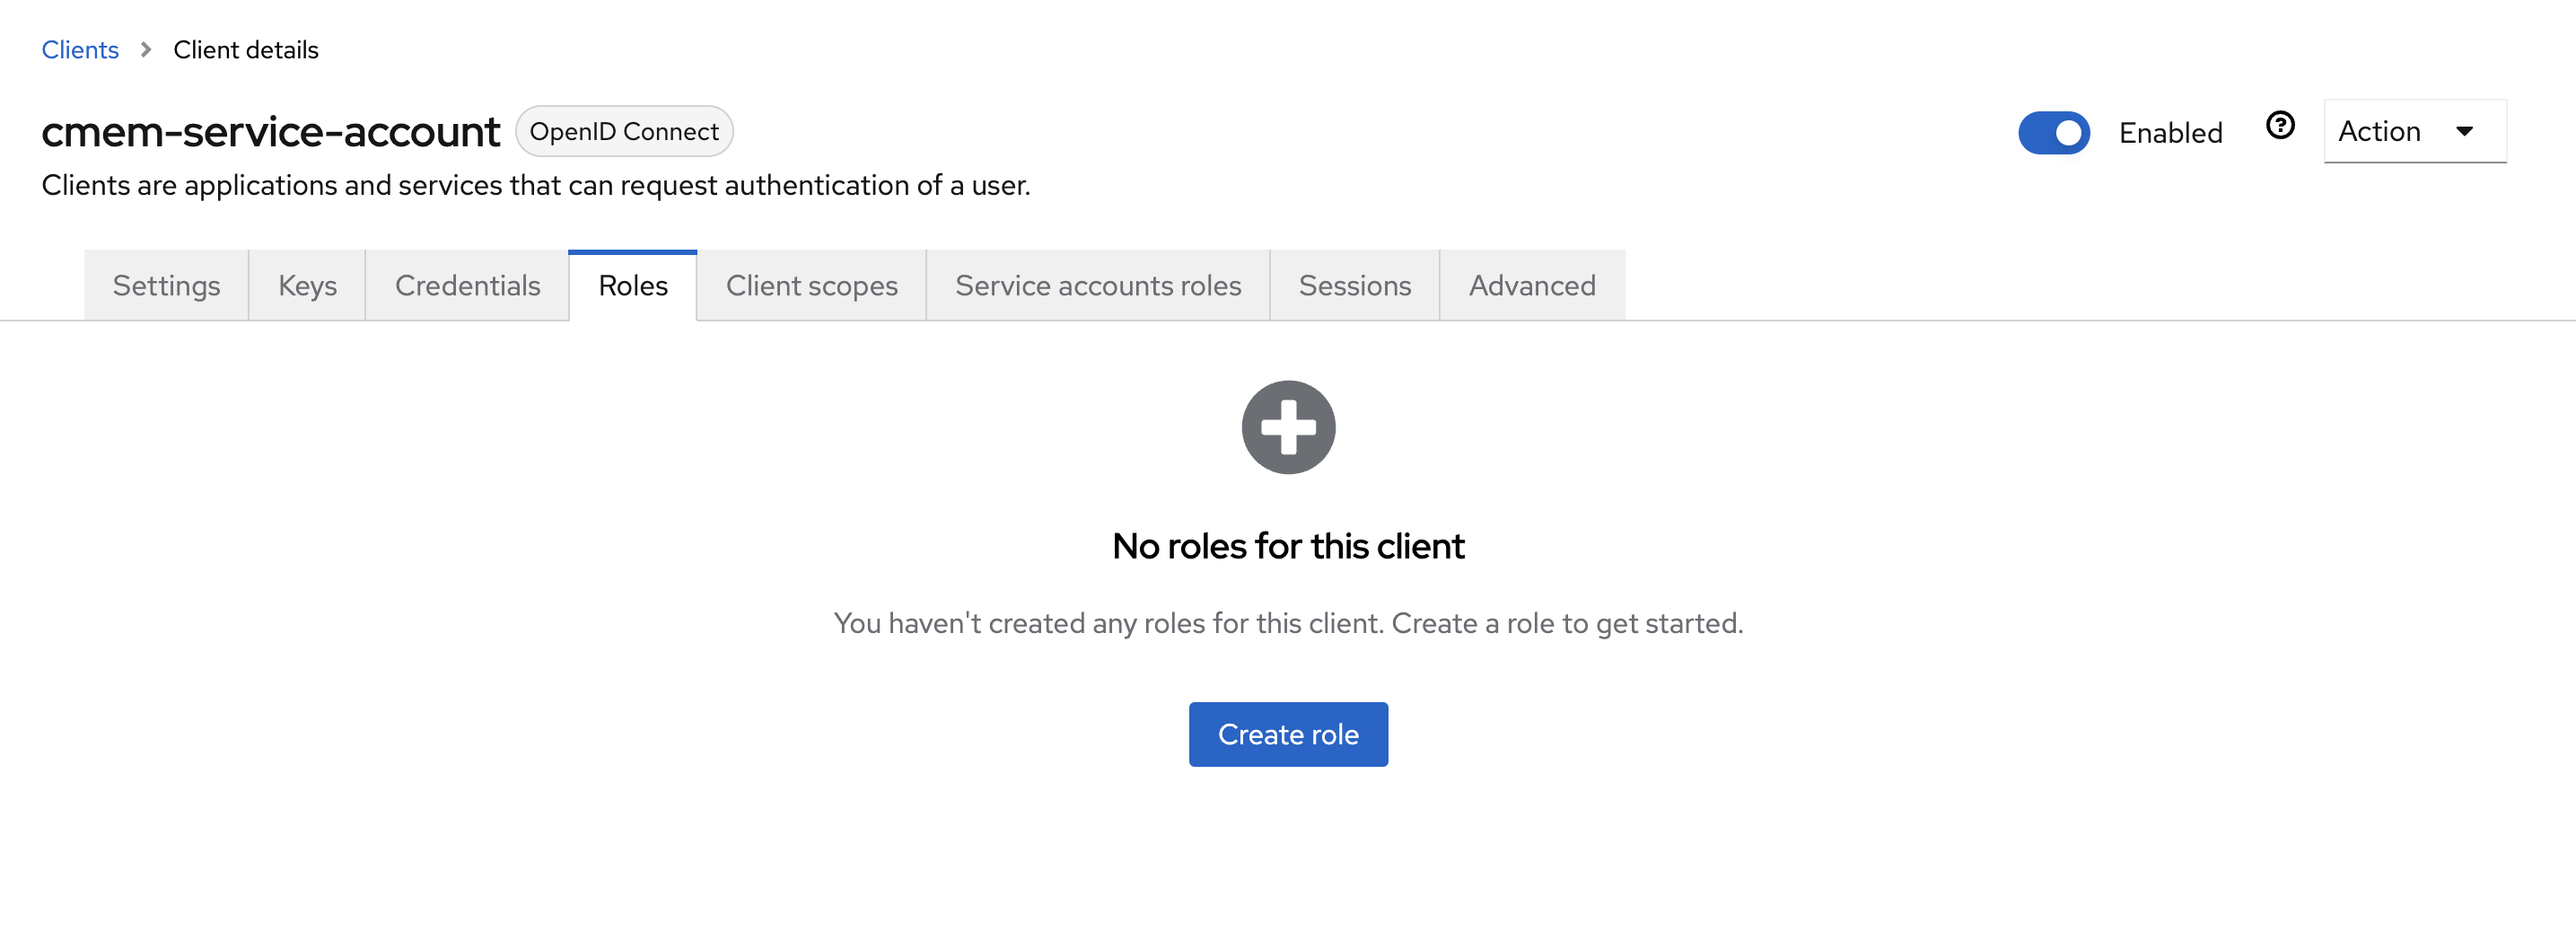 Clients > Client details
cmem-service-account OpenID Connect
Enabled
Action
Clients are applications and services that can request authentication of a user.
Settings Keys Credentials Roles Client scopes Service accounts roles Sessions Advanced
No roles for this client
You haven't created any roles for this client. Create a role to get started.
Create role